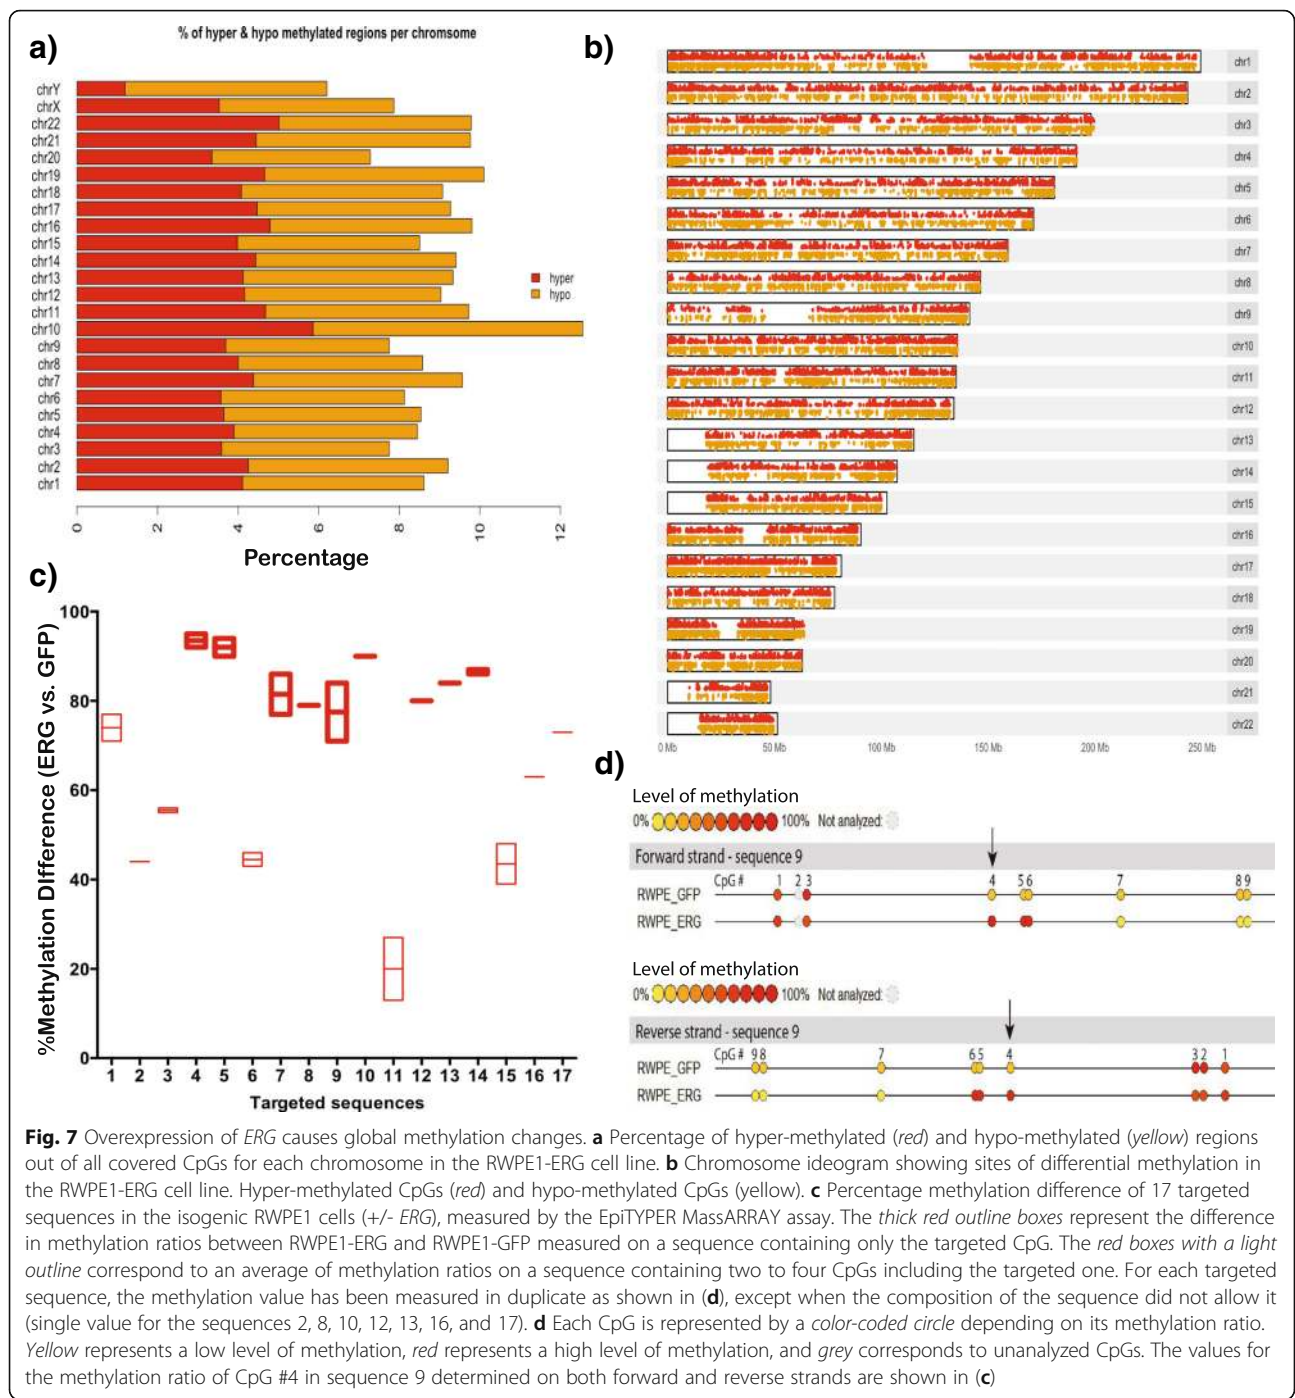 a)
% of hyper & hypo methylated regions per chromsome
chrY
chrX
chr22
chr21
chr20
chr19
chr18
chr17
chr16
chr15
chr14
chr13
chr12
chr11
chr10
chr9
chr8
chr7
chr6
chr5
chr4
chr3
chr2
chr1
hyper
hypo
0 2 4 6 8 10 12
Percentage
b)
chr1
chr2
chr3
chr4
chr5
chr6
chr7
chr8
chr9
chr10
chr11
chr12
chr13
chr14
chr15
chr16
chr17
chr18
chr19
chr20
chr21
chr22
0 Mb 50 Mb 100 Mb 150 Mb 200 Mb 250 Mb
c)
%Methylation Difference (ERG vs. GFP)
100
80
60
40
20
0
1 2 3 4 5 6 7 8 9 10 11 12 13 14 15 16 17
Targeted sequences
d)
Level of methylation
0% 100% Not analyzed:
Forward strand - sequence 9
CpG # 1 2 3 4 5 6 7 8 9
RWPE_GFP
RWPE_ERG
Level of methylation
0% 100% Not analyzed:
Reverse strand - sequence 9
CpG # 9 8 7 6 5 4 3 2 1
RWPE_GFP
RWPE_ERG
Fig. 7 Overexpression of ERG causes global methylation changes. a Percentage of hyper-methylated (red) and hypo-methylated (yellow) regions
out of all covered CpGs for each chromosome in the RWPE1-ERG cell line. b Chromosome ideogram showing sites of differential methylation in
the RWPE1-ERG cell line. Hyper-methylated CpGs (red) and hypo-methylated CpGs (yellow). c Percentage methylation difference of 17 targeted
sequences in the isogenic RWPE1 cells (+/- ERG), measured by the EpiTYPER MassARRAY assay. The thick red outline boxes represent the difference
in methylation ratios between RWPE1-ERG and RWPE1-GFP measured on a sequence containing only the targeted CpG. The red boxes with a light
outline correspond to an average of methylation ratios on a sequence containing two to four CpGs including the targeted one. For each targeted
sequence, the methylation value has been measured in duplicate as shown in (d), except when the composition of the sequence did not allow it
(single value for the sequences 2, 8, 10, 12, 13, 16, and 17). d Each CpG is represented by a color-coded circle depending on its methylation ratio.
Yellow represents a low level of methylation, red represents a high level of methylation, and grey corresponds to unanalyzed CpGs. The values for
the methylation ratio of CpG #4 in sequence 9 determined on both forward and reverse strands are shown in (c)